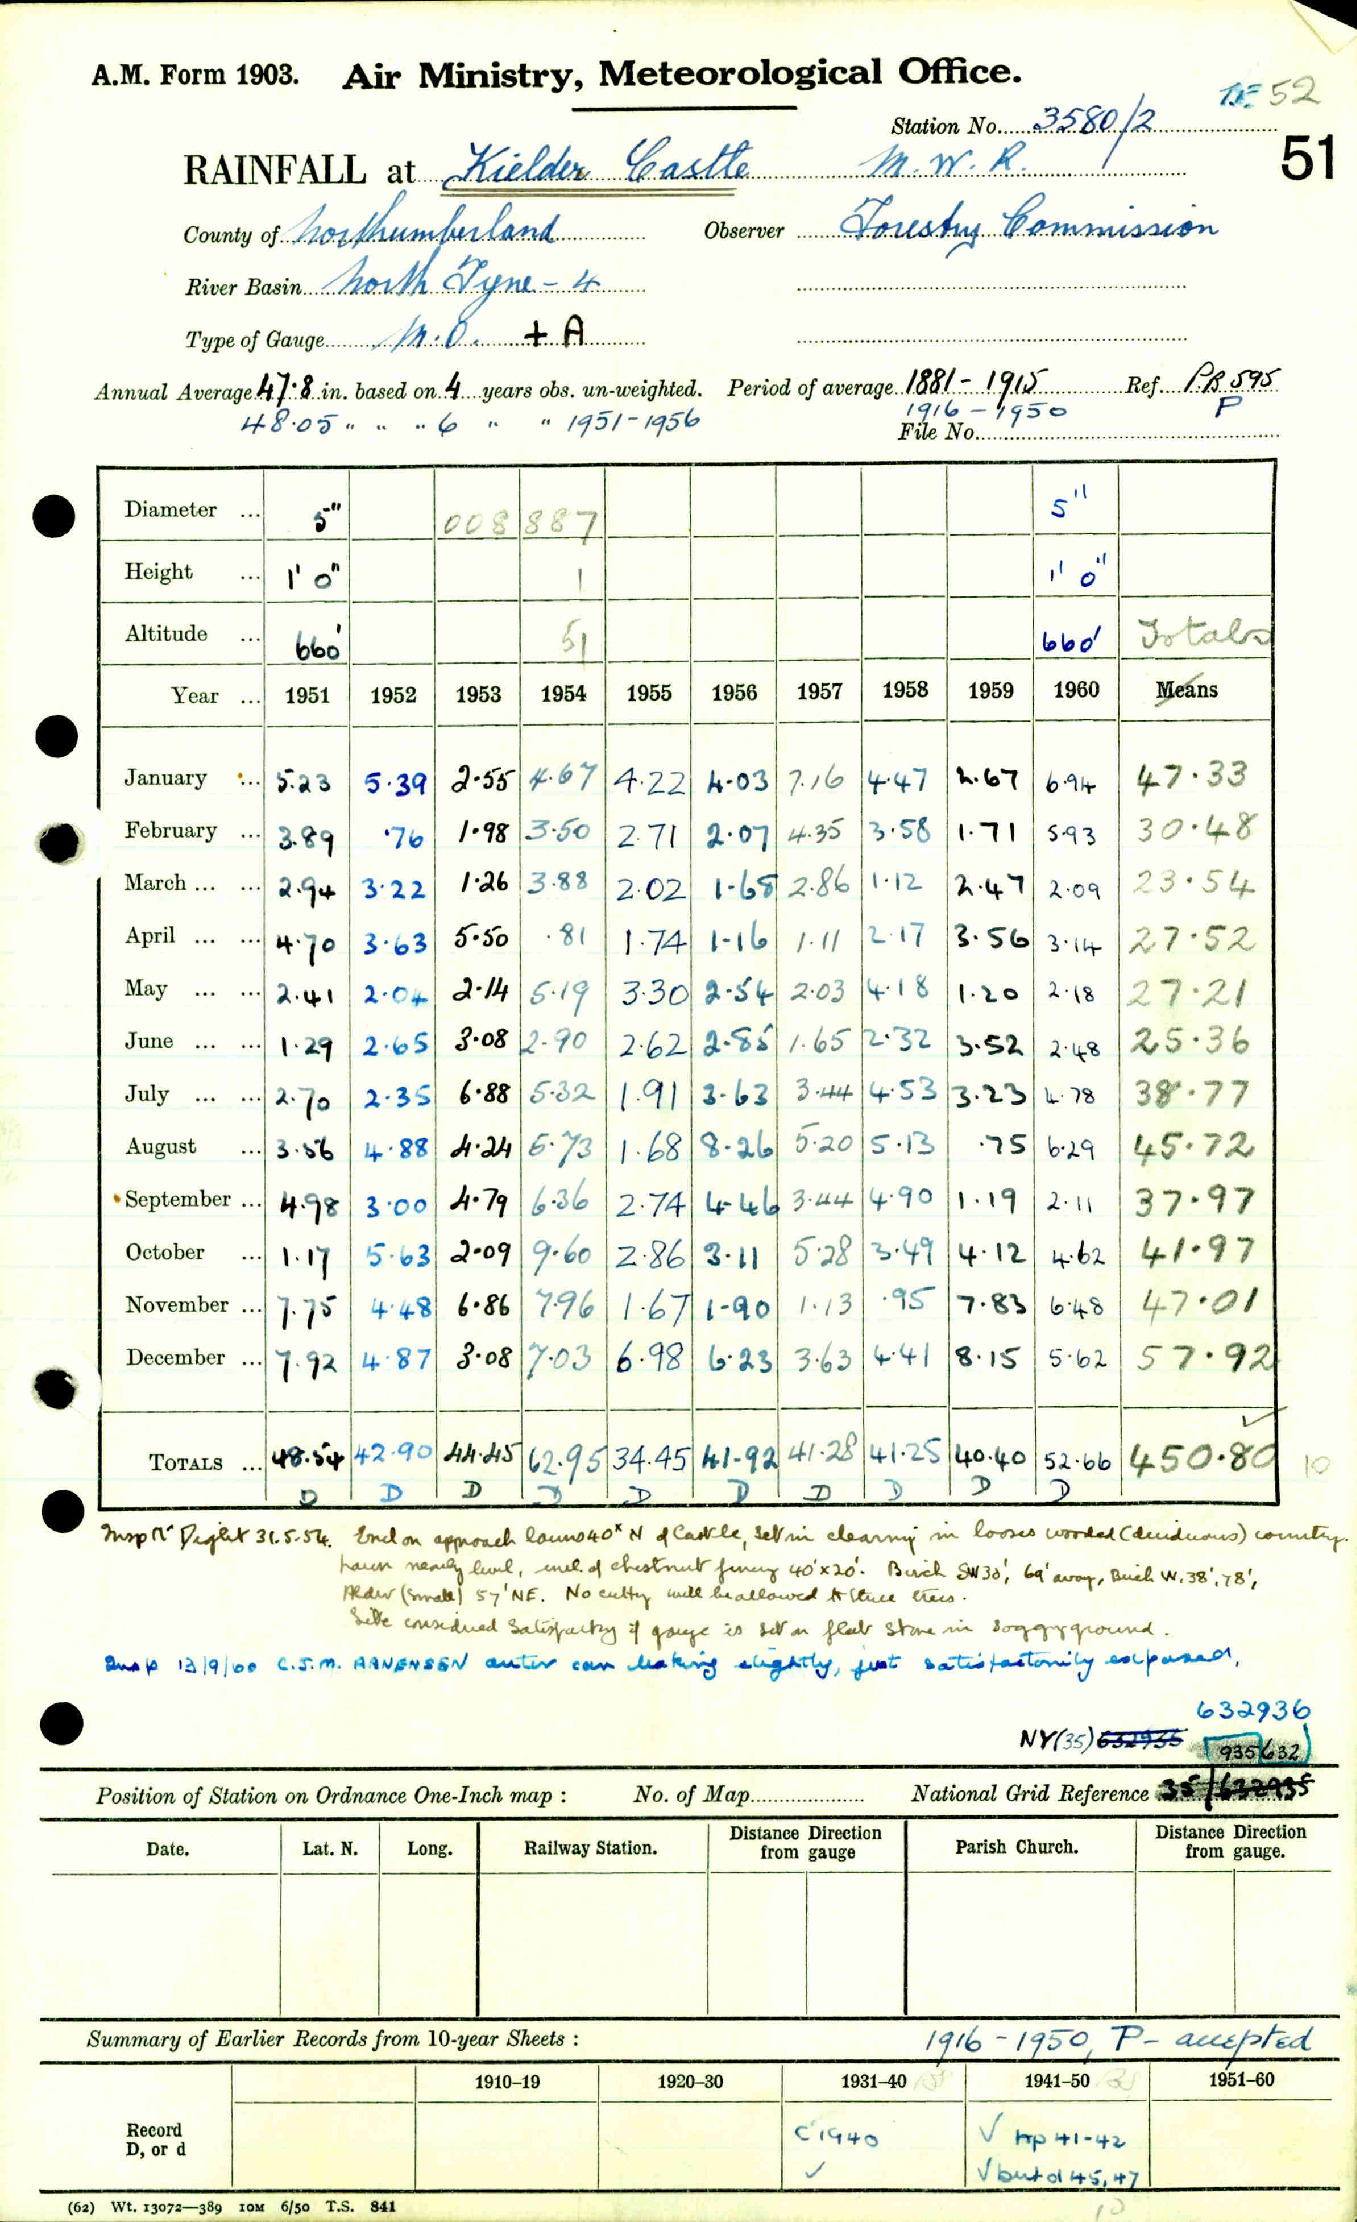 A.M. Form 1903. Air Ministry, Meteorological Office.
52
Station No. 3580/2
51
RAINFALL at Kielder Castle M.W.R.
County of Northumberland Observer Forestry Commission
River Basin North Tyne - 4
Type of Gauge M.O. + A
Annual Average 47.8 in. based on 4 years obs. un-weighted. Period of average 1881 - 1915 Ref. PR 595
48.05 " " " 6 " " 1951-1956 1916 - 1950 P
File No.
Diameter ... 5" 008 887 5"
Height ... 1' 0" 1 1' 0"
Altitude ... 660' 51 660' Totals
Year ... 1951 1952 1953 1954 1955 1956 1957 1958 1959 1960 Means
January ... 5.23 5.39 2.55 4.67 4.22 4.03 7.16 4.47 2.67 6.94 47.33
February ... 3.89 .76 1.98 3.50 2.71 2.07 4.35 3.58 1.71 5.93 30.48
March ... ... 2.94 3.22 1.26 3.88 2.02 1.68 2.86 1.12 2.47 2.09 23.54
April ... ... 4.70 3.63 5.50 .81 1.74 1.16 1.11 2.17 3.56 3.14 27.52
May ... ... 2.41 2.04 2.14 5.19 3.30 2.54 2.03 4.18 1.20 2.18 27.21
June ... ... 1.29 2.65 3.08 2.90 2.62 2.85 1.65 2.32 3.52 2.48 25.36
July ... ... 2.70 2.35 6.88 5.32 1.91 3.63 3.44 4.53 3.23 4.78 38.77
August ... 3.56 4.88 4.24 5.73 1.68 8.26 5.20 5.13 .75 6.29 45.72
September ... 4.98 3.00 4.79 6.36 2.74 4.46 3.44 4.90 1.19 2.11 37.97
October ... 1.17 5.63 2.09 9.60 2.86 3.11 5.28 3.49 4.12 4.62 41.97
November ... 7.75 4.48 6.86 7.96 1.67 1.90 1.13 .95 7.83 6.48 47.01
December ... 7.92 4.87 3.08 7.03 6.98 6.23 3.63 4.41 8.15 5.62 57.92
TOTALS ... 48.54 42.90 44.45 62.95 34.45 41.92 41.28 41.25 40.40 52.66 450.80 10
D D D D D D D D D D
Insp Mr Dight 31.5.54. End on approach lawns 40x N of Castle, set in clearing in loosely wooded (deciduous) country.
Lawn nearly level, encl. of chestnut fencing 40'x20'. Birch SW 30', 69' away, Birch W. 38', 78',
Alder (small) 57' NE. No cutting will be allowed to these trees.
Site considered satisfactory if gauge is set on flat stone in soggy ground.
Insp 13/9/60 C.S.M. AANENSEN outer can leaking slightly, just satisfactorily exposed.
632936
NY(35) 632935 935 632
Position of Station on Ordnance One-Inch map : No. of Map National Grid Reference 35/632935
Date. Lat. N. Long. Railway Station. Distance Direction from gauge Parish Church. Distance Direction from gauge.
Summary of Earlier Records from 10-year Sheets : 1916 - 1950, P - accepted
1910–19 1920–30 1931–40 1941–50 1951–60
Record D, or d C 1940 √ √ np 41-42
√ but d 45, 47
(62) Wt. 13072—389 10M 6/50 T.S. 841
10